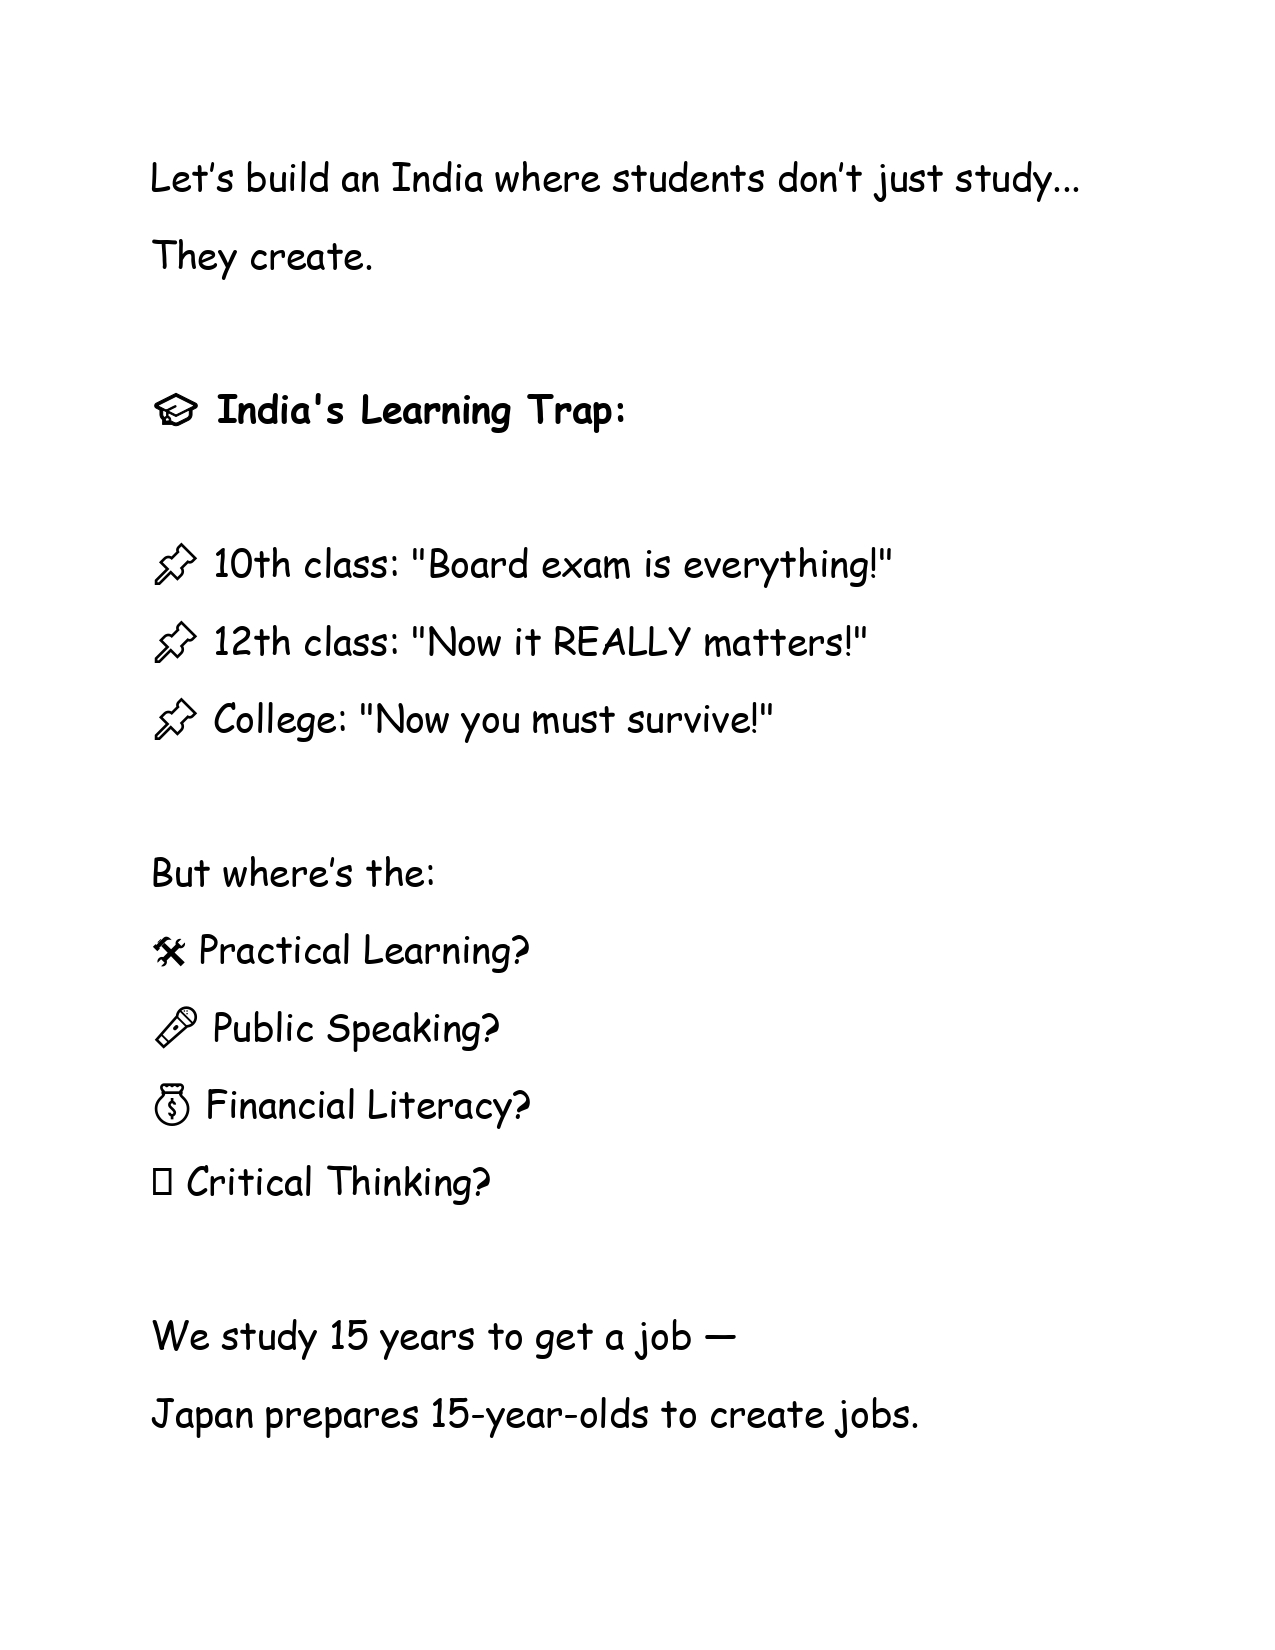 Let’s build an India where students don’t just study...
They create.
🎓 India's Learning Trap:
📌 10th class: "Board exam is everything!"
📌 12th class: "Now it REALLY matters!"
📌 College: "Now you must survive!"
But where’s the:
🛠 Practical Learning?
🎤 Public Speaking?
💰 Financial Literacy?
□ Critical Thinking?
We study 15 years to get a job —
Japan prepares 15-year-olds to create jobs.